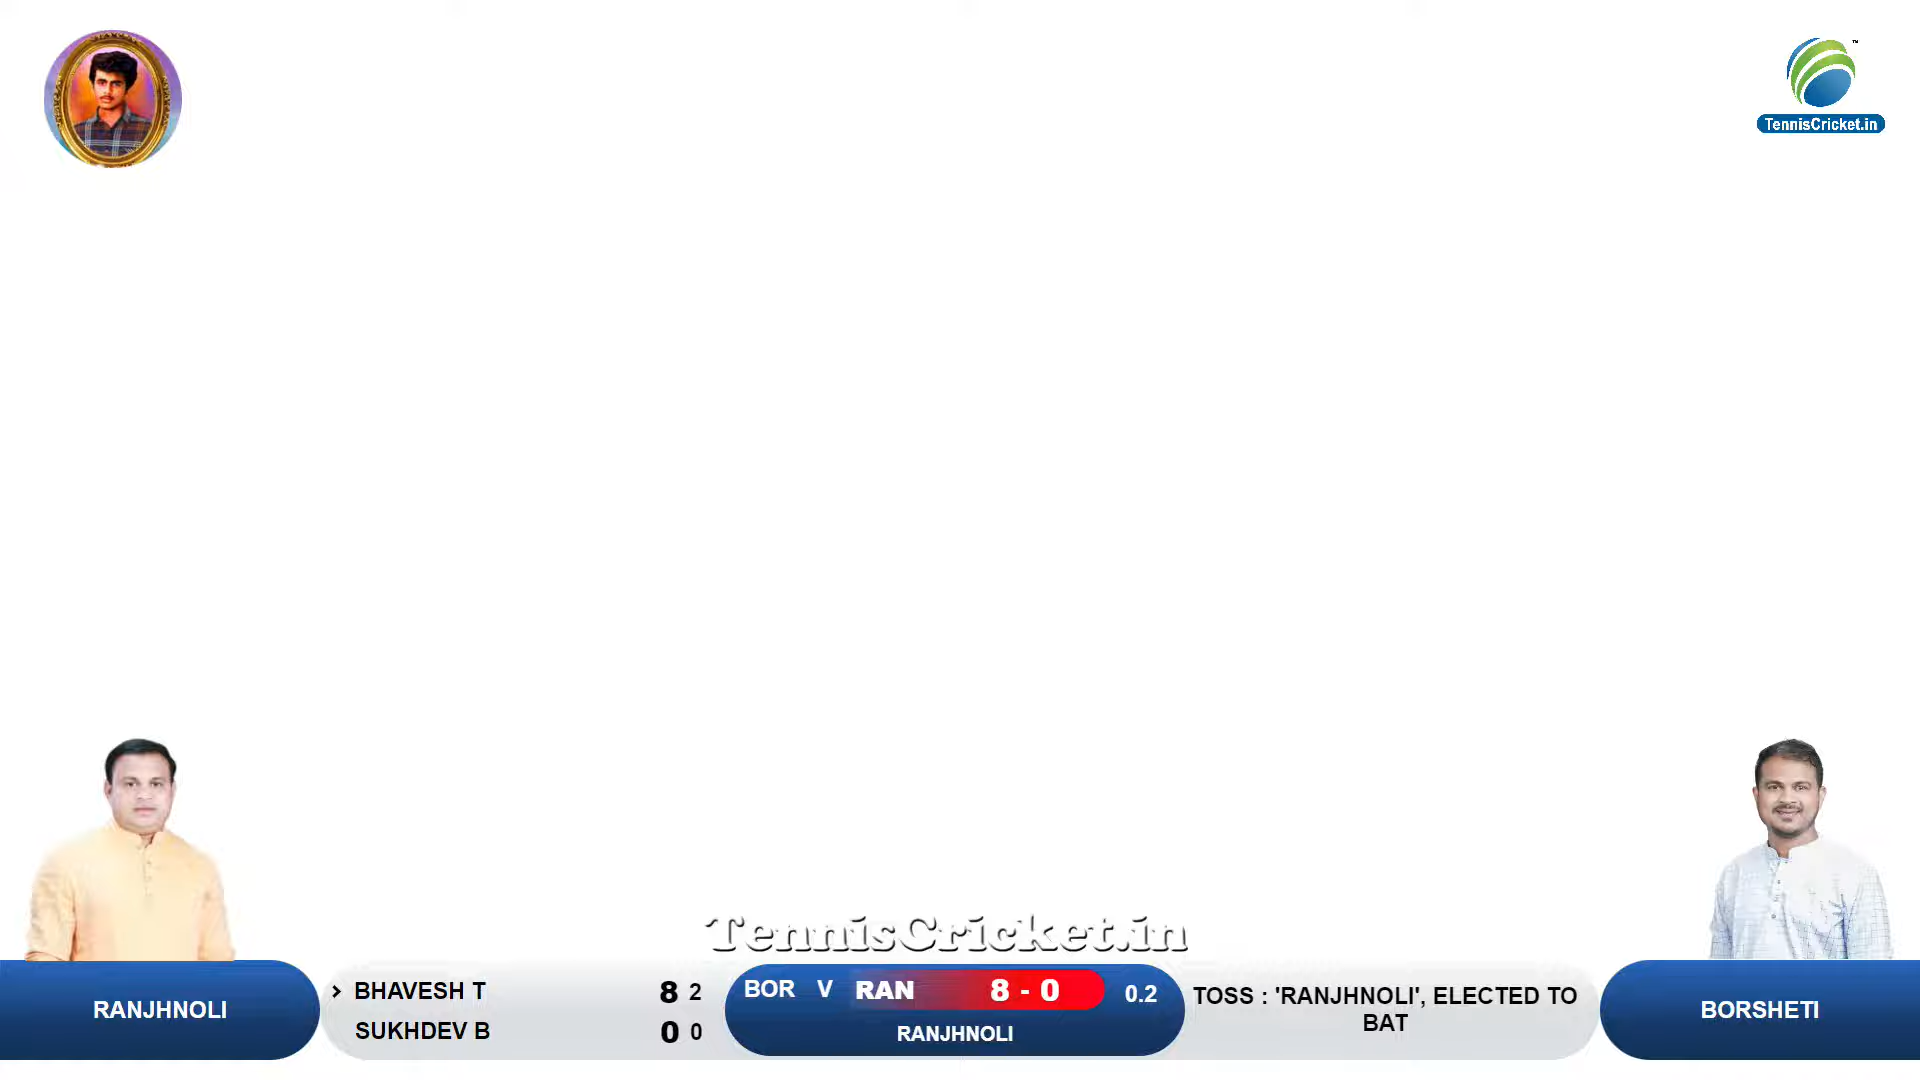 ™
TennisCricket.in
TennisCricket.in
RANJHNOLI
> BHAVESH T 8 2
SUKHDEV B 0 0
BOR V RAN 8 - 0 0.2
RANJHNOLI
TOSS : 'RANJHNOLI', ELECTED TO
BAT
BORSHETI